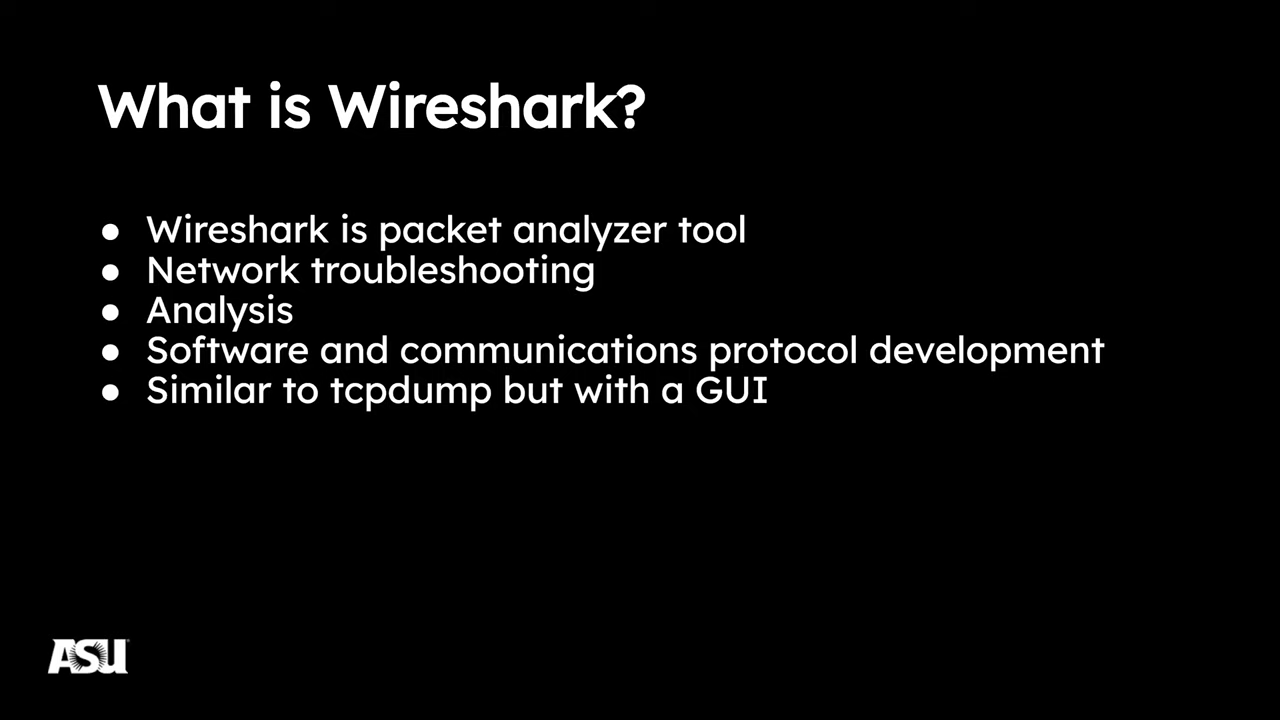 What is Wireshark?
● Wireshark is packet analyzer tool
● Network troubleshooting
● Analysis
● Software and communications protocol development
● Similar to tcpdump but with a GUI
ASU